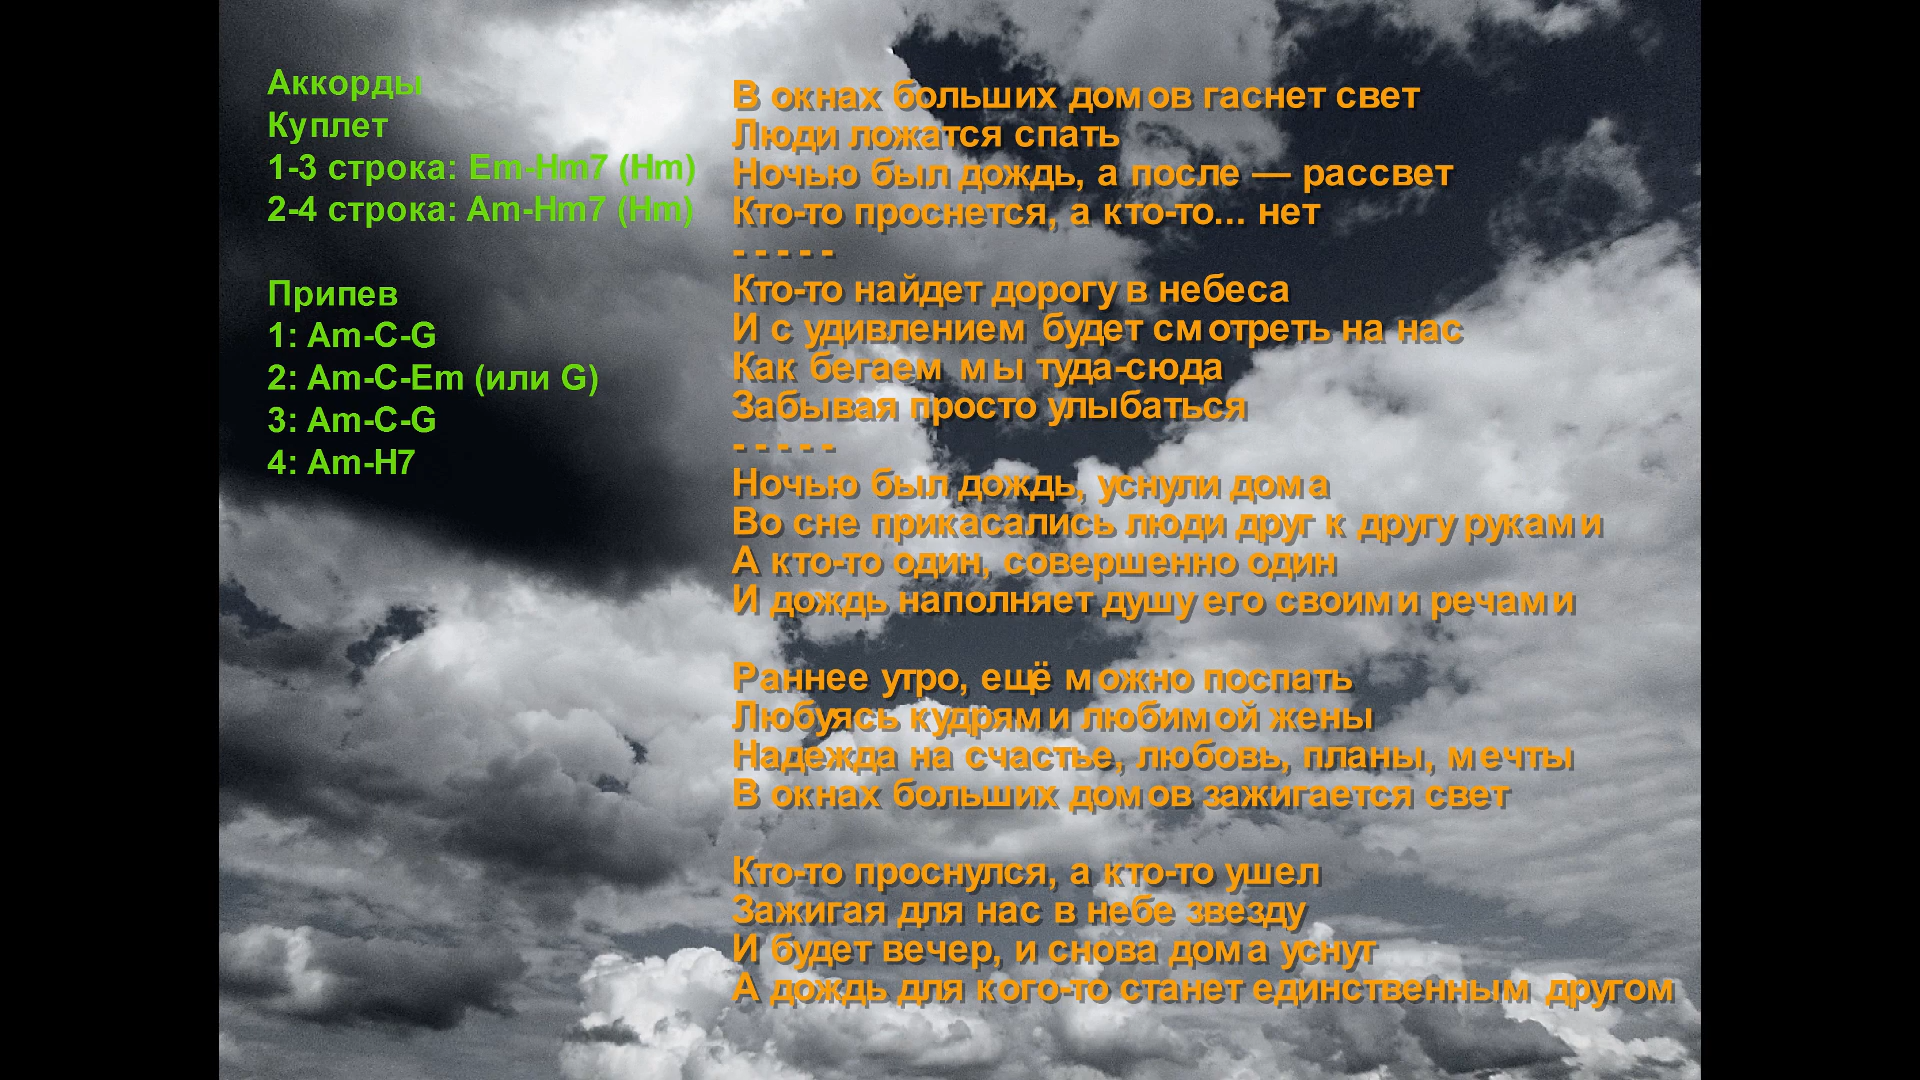 Аккорды
Куплет
1-3 строка: Em-Hm7 (Hm)
2-4 строка: Am-Hm7 (Hm)
Припев
1: Am-C-G
2: Am-C-Em (или G)
3: Am-C-G
4: Am-H7
В окнах больших домов гаснет свет
Люди ложатся спать
Ночью был дождь, а после — рассвет
Кто-то проснется, а кто-то... нет
- - - - -
Кто-то найдет дорогу в небеса
И с удивлением будет смотреть на нас
Как бегаем мы туда-сюда
Забывая просто улыбаться
- - - - -
Ночью был дождь, уснули дома
Во сне прикасались люди друг к другу руками
А кто-то один, совершенно один
И дождь наполняет душу его своими речами
Раннее утро, ещё можно поспать
Любуясь кудрями любимой жены
Надежда на счастье, любовь, планы, мечты
В окнах больших домов зажигается свет
Кто-то проснулся, а кто-то ушел
Зажигая для нас в небе звезду
И будет вечер, и снова дома уснут
А дождь для кого-то станет единственным другом